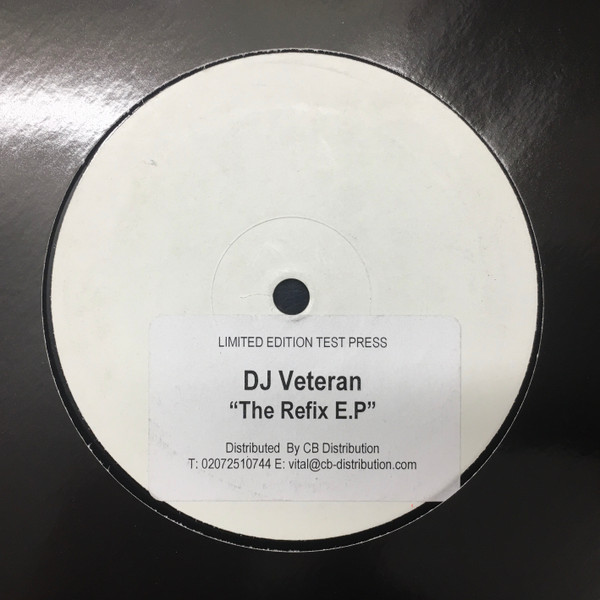 LIMITED EDITION TEST PRESS
DJ Veteran
“The Refix E.P”
Distributed By CB Distribution
T: 02072510744 E: vital@cb-distribution.com